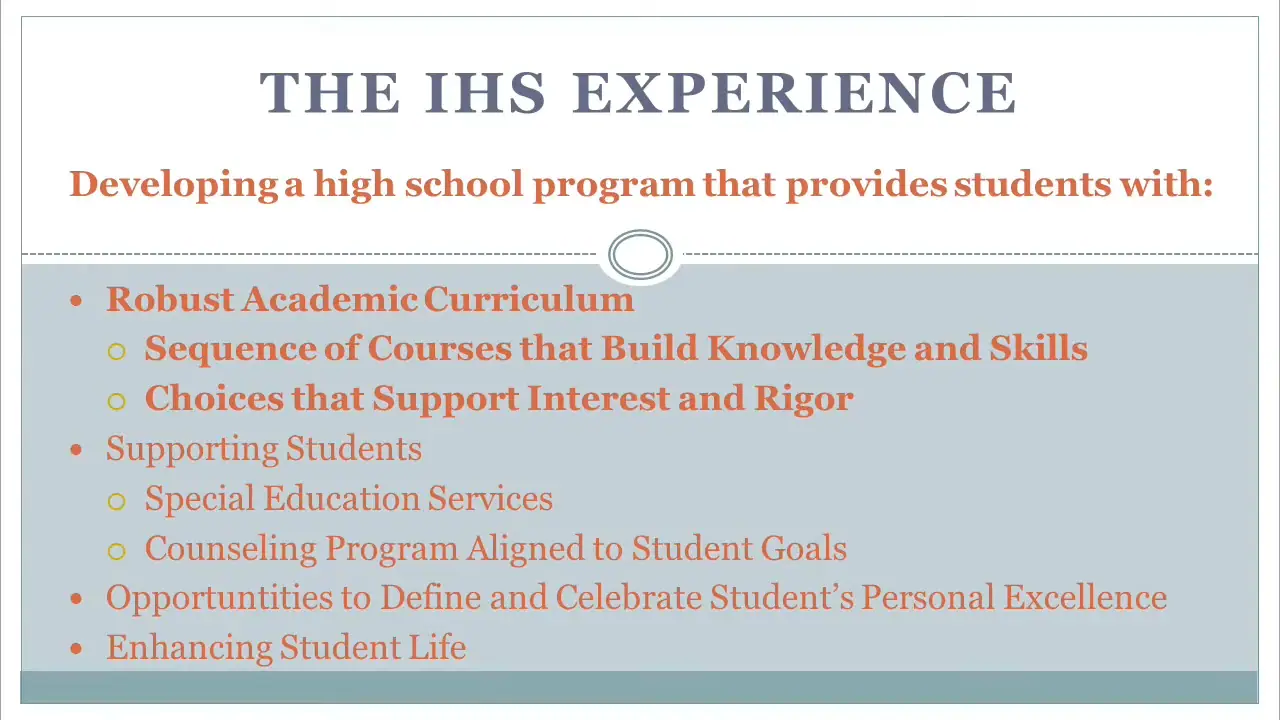 THE IHS EXPERIENCE
Developing a high school program that provides students with:
• Robust Academic Curriculum
○ Sequence of Courses that Build Knowledge and Skills
○ Choices that Support Interest and Rigor
• Supporting Students
○ Special Education Services
○ Counseling Program Aligned to Student Goals
• Opportuntities to Define and Celebrate Student’s Personal Excellence
• Enhancing Student Life